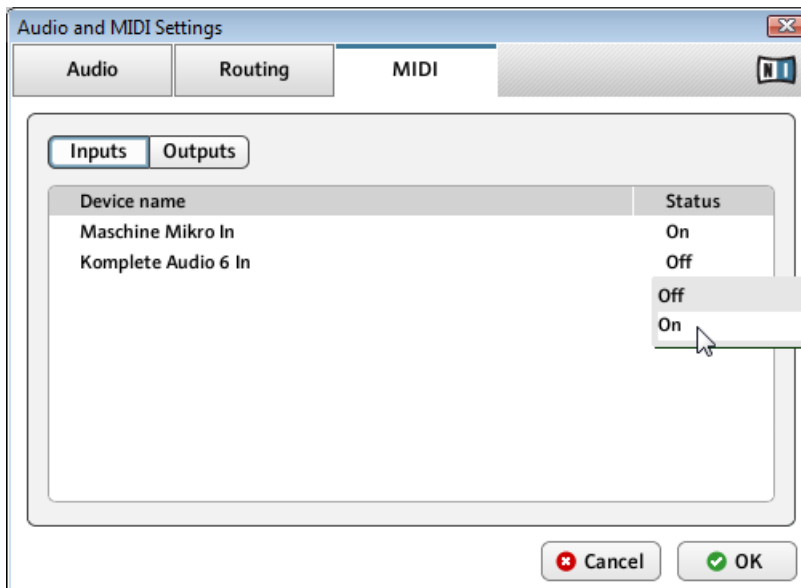 Audio and MIDI Settings
Audio Routing MIDI NI
Inputs Outputs
Device name Status
Maschine Mikro In On
Komplete Audio 6 In Off
Off
On
Cancel OK